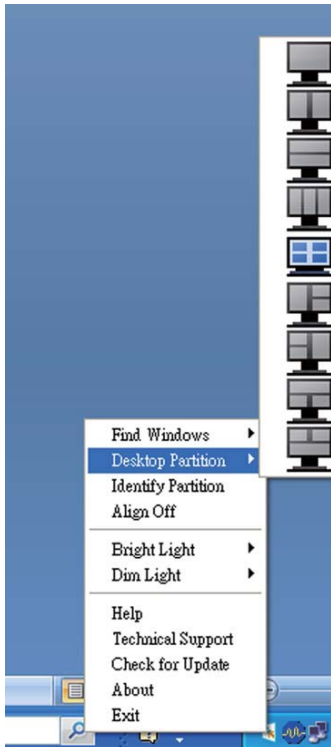 Find Windows
Desktop Partition
Identify Partition
Align Off
Bright Light
Dim Light
Help
Technical Support
Check for Update
About
Exit